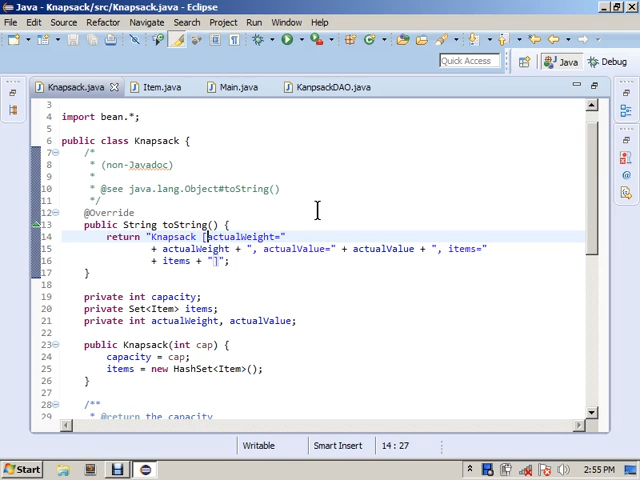 Java - Knapsack/src/Knapsack.java - Eclipse
File Edit Source Refactor Navigate Search Project Run Window Help
Quick Access
Java
Debug
Knapsack.java
Item.java
Main.java
KanpsackDAO.java
3
4 import bean.*;
5
6 public class Knapsack {
7 /*
8 * (non-Javadoc)
9 *
10 * @see java.lang.Object#toString()
11 */
12 @Override
13 public String toString() {
14 return "Knapsack [actualWeight="
15 + actualWeight + ", actualValue=" + actualValue + ", items="
16 + items + "]";
17 }
18
19 private int capacity;
20 private Set<Item> items;
21 private int actualWeight, actualValue;
22
23 public Knapsack(int cap) {
24 capacity = cap;
25 items = new HashSet<Item>();
26 }
27
28 /**
29 * @return the capacity
Writable
Smart Insert
14 : 27
Start
2:55 PM